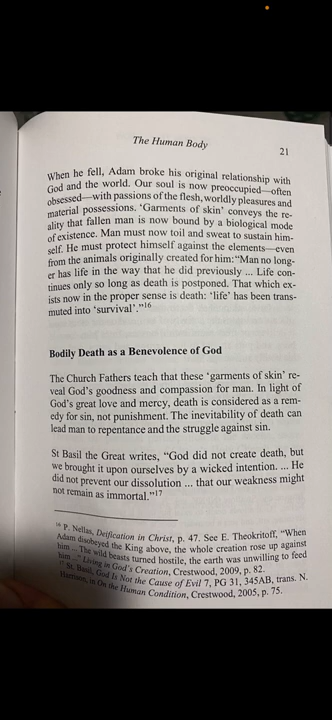 The Human Body
21
When he fell, Adam broke his original relationship with
God and the world. Our soul is now preoccupied—often
obsessed—with passions of the flesh, worldly pleasures and
material possessions. ‘Garments of skin’ conveys the re-
ality that fallen man is now bound by a biological mode
of existence. Man must now toil and sweat to sustain him-
self. He must protect himself against the elements—even
from the animals originally created for him: “Man no long-
er has life in the way that he did previously ... Life con-
tinues only so long as death is postponed. That which ex-
ists now in the proper sense is death: ‘life’ has been trans-
muted into ‘survival’.”16
Bodily Death as a Benevolence of God
The Church Fathers teach that these ‘garments of skin’ re-
veal God’s goodness and compassion for man. In light of
God’s great love and mercy, death is considered as a rem-
edy for sin, not punishment. The inevitability of death can
lead man to repentance and the struggle against sin.
St Basil the Great writes, “God did not create death, but
we brought it upon ourselves by a wicked intention. ... He
did not prevent our dissolution ... that our weakness might
not remain as immortal.”17
16 P. Nellas, Deification in Christ, p. 47. See E. Theokritoff, “When
Adam disobeyed the King above, the whole creation rose up against
him ... The wild beasts turned hostile, the earth was unwilling to feed
him ...” Living in God’s Creation, Crestwood, 2009, p. 82.
17 St. Basil, God Is Not the Cause of Evil 7, PG 31, 345AB, trans. N.
Harrison, in On the Human Condition, Crestwood, 2005, p. 75.